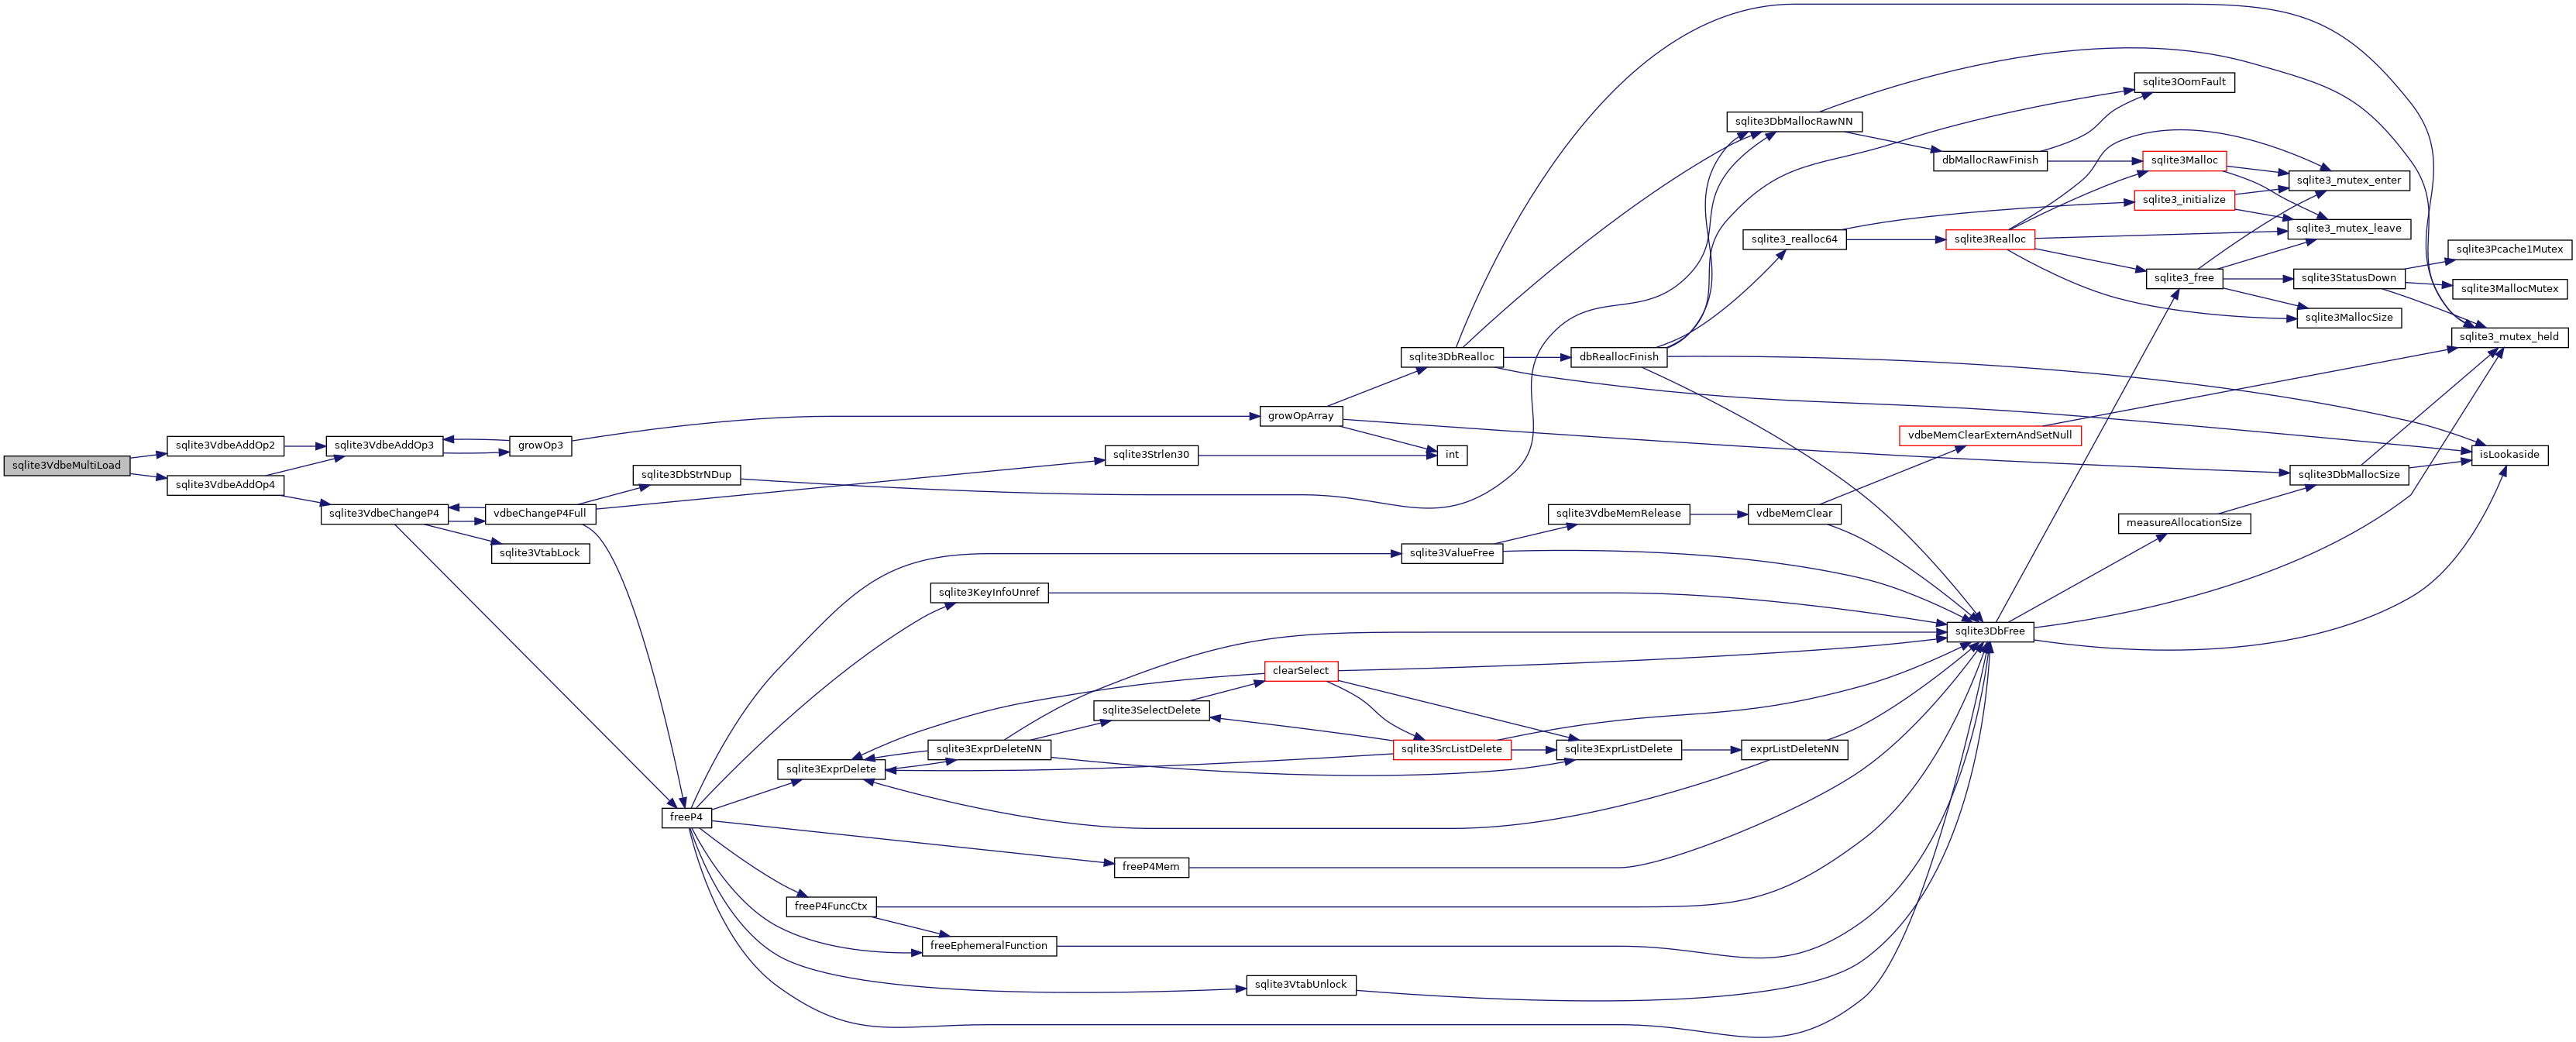 sqlite3VdbeMultiLoad
sqlite3VdbeAddOp2
sqlite3VdbeAddOp4
sqlite3VdbeAddOp3
growOp3
sqlite3VdbeChangeP4
vdbeChangeP4Full
sqlite3VtabLock
sqlite3DbStrNDup
freeP4
sqlite3KeyInfoUnref
sqlite3ExprDelete
sqlite3ExprDeleteNN
freeP4FuncCtx
freeEphemeralFunction
sqlite3Strlen30
sqlite3SelectDelete
freeP4Mem
growOpArray
clearSelect
sqlite3VtabUnlock
sqlite3DbRealloc
int
sqlite3ValueFree
sqlite3SrcListDelete
dbReallocFinish
sqlite3VdbeMemRelease
sqlite3ExprListDelete
sqlite3DbMallocRawNN
sqlite3_realloc64
vdbeMemClear
exprListDeleteNN
dbMallocRawFinish
sqlite3Realloc
vdbeMemClearExternAndSetNull
sqlite3DbFree
sqlite3OomFault
sqlite3Malloc
sqlite3_initialize
sqlite3_free
measureAllocationSize
sqlite3_mutex_enter
sqlite3_mutex_leave
sqlite3StatusDown
sqlite3MallocSize
sqlite3DbMallocSize
sqlite3Pcache1Mutex
sqlite3MallocMutex
sqlite3_mutex_held
isLookaside